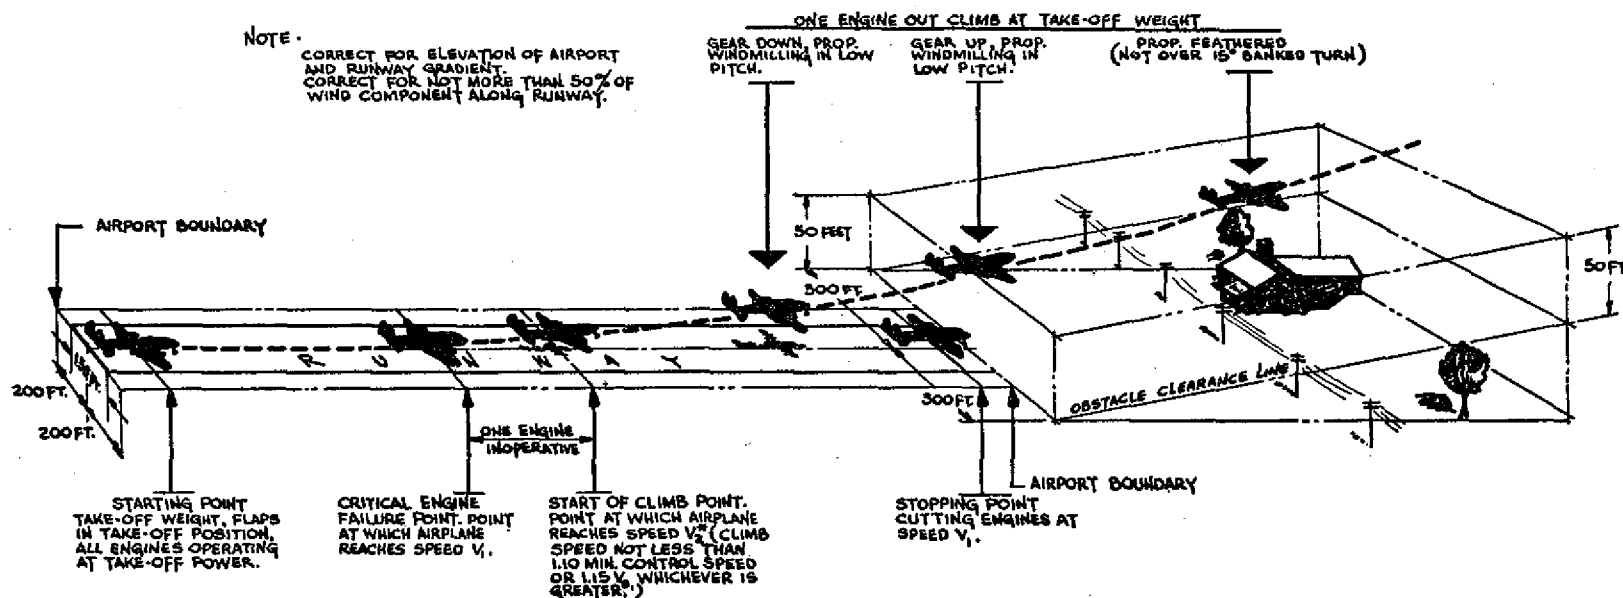 ONE ENGINE OUT CLIMB AT TAKE-OFF WEIGHT
NOTE.
CORRECT FOR ELEVATION OF AIRPORT
AND RUNWAY GRADIENT.
CORRECT FOR NOT MORE THAN 50% OF
WIND COMPONENT ALONG RUNWAY.
GEAR DOWN, PROP.
WINDMILLING IN LOW
PITCH.
GEAR UP, PROP.
WINDMILLING IN
LOW PITCH.
PROP. FEATHERED
(NOT OVER 15° BANKED TURN)
AIRPORT BOUNDARY
50 FEET
300 FT.
50 FT
RUNWAY
200 FT.
200 FT.
300 FT.
OBSTACLE CLEARANCE LINE
ONE ENGINE
INOPERATIVE
AIRPORT BOUNDARY
STARTING POINT
TAKE-OFF WEIGHT, FLAPS
IN TAKE-OFF POSITION,
ALL ENGINES OPERATING
AT TAKE-OFF POWER.
CRITICAL ENGINE
FAILURE POINT. POINT
AT WHICH AIRPLANE
REACHES SPEED V₁.
START OF CLIMB POINT.
POINT AT WHICH AIRPLANE
REACHES SPEED V₂* (CLIMB
SPEED NOT LESS THAN
1.10 MIN. CONTROL SPEED
OR 1.15 WHICHEVER IS
GREATER.)
STOPPING POINT
CUTTING ENGINES AT
SPEED V₁.